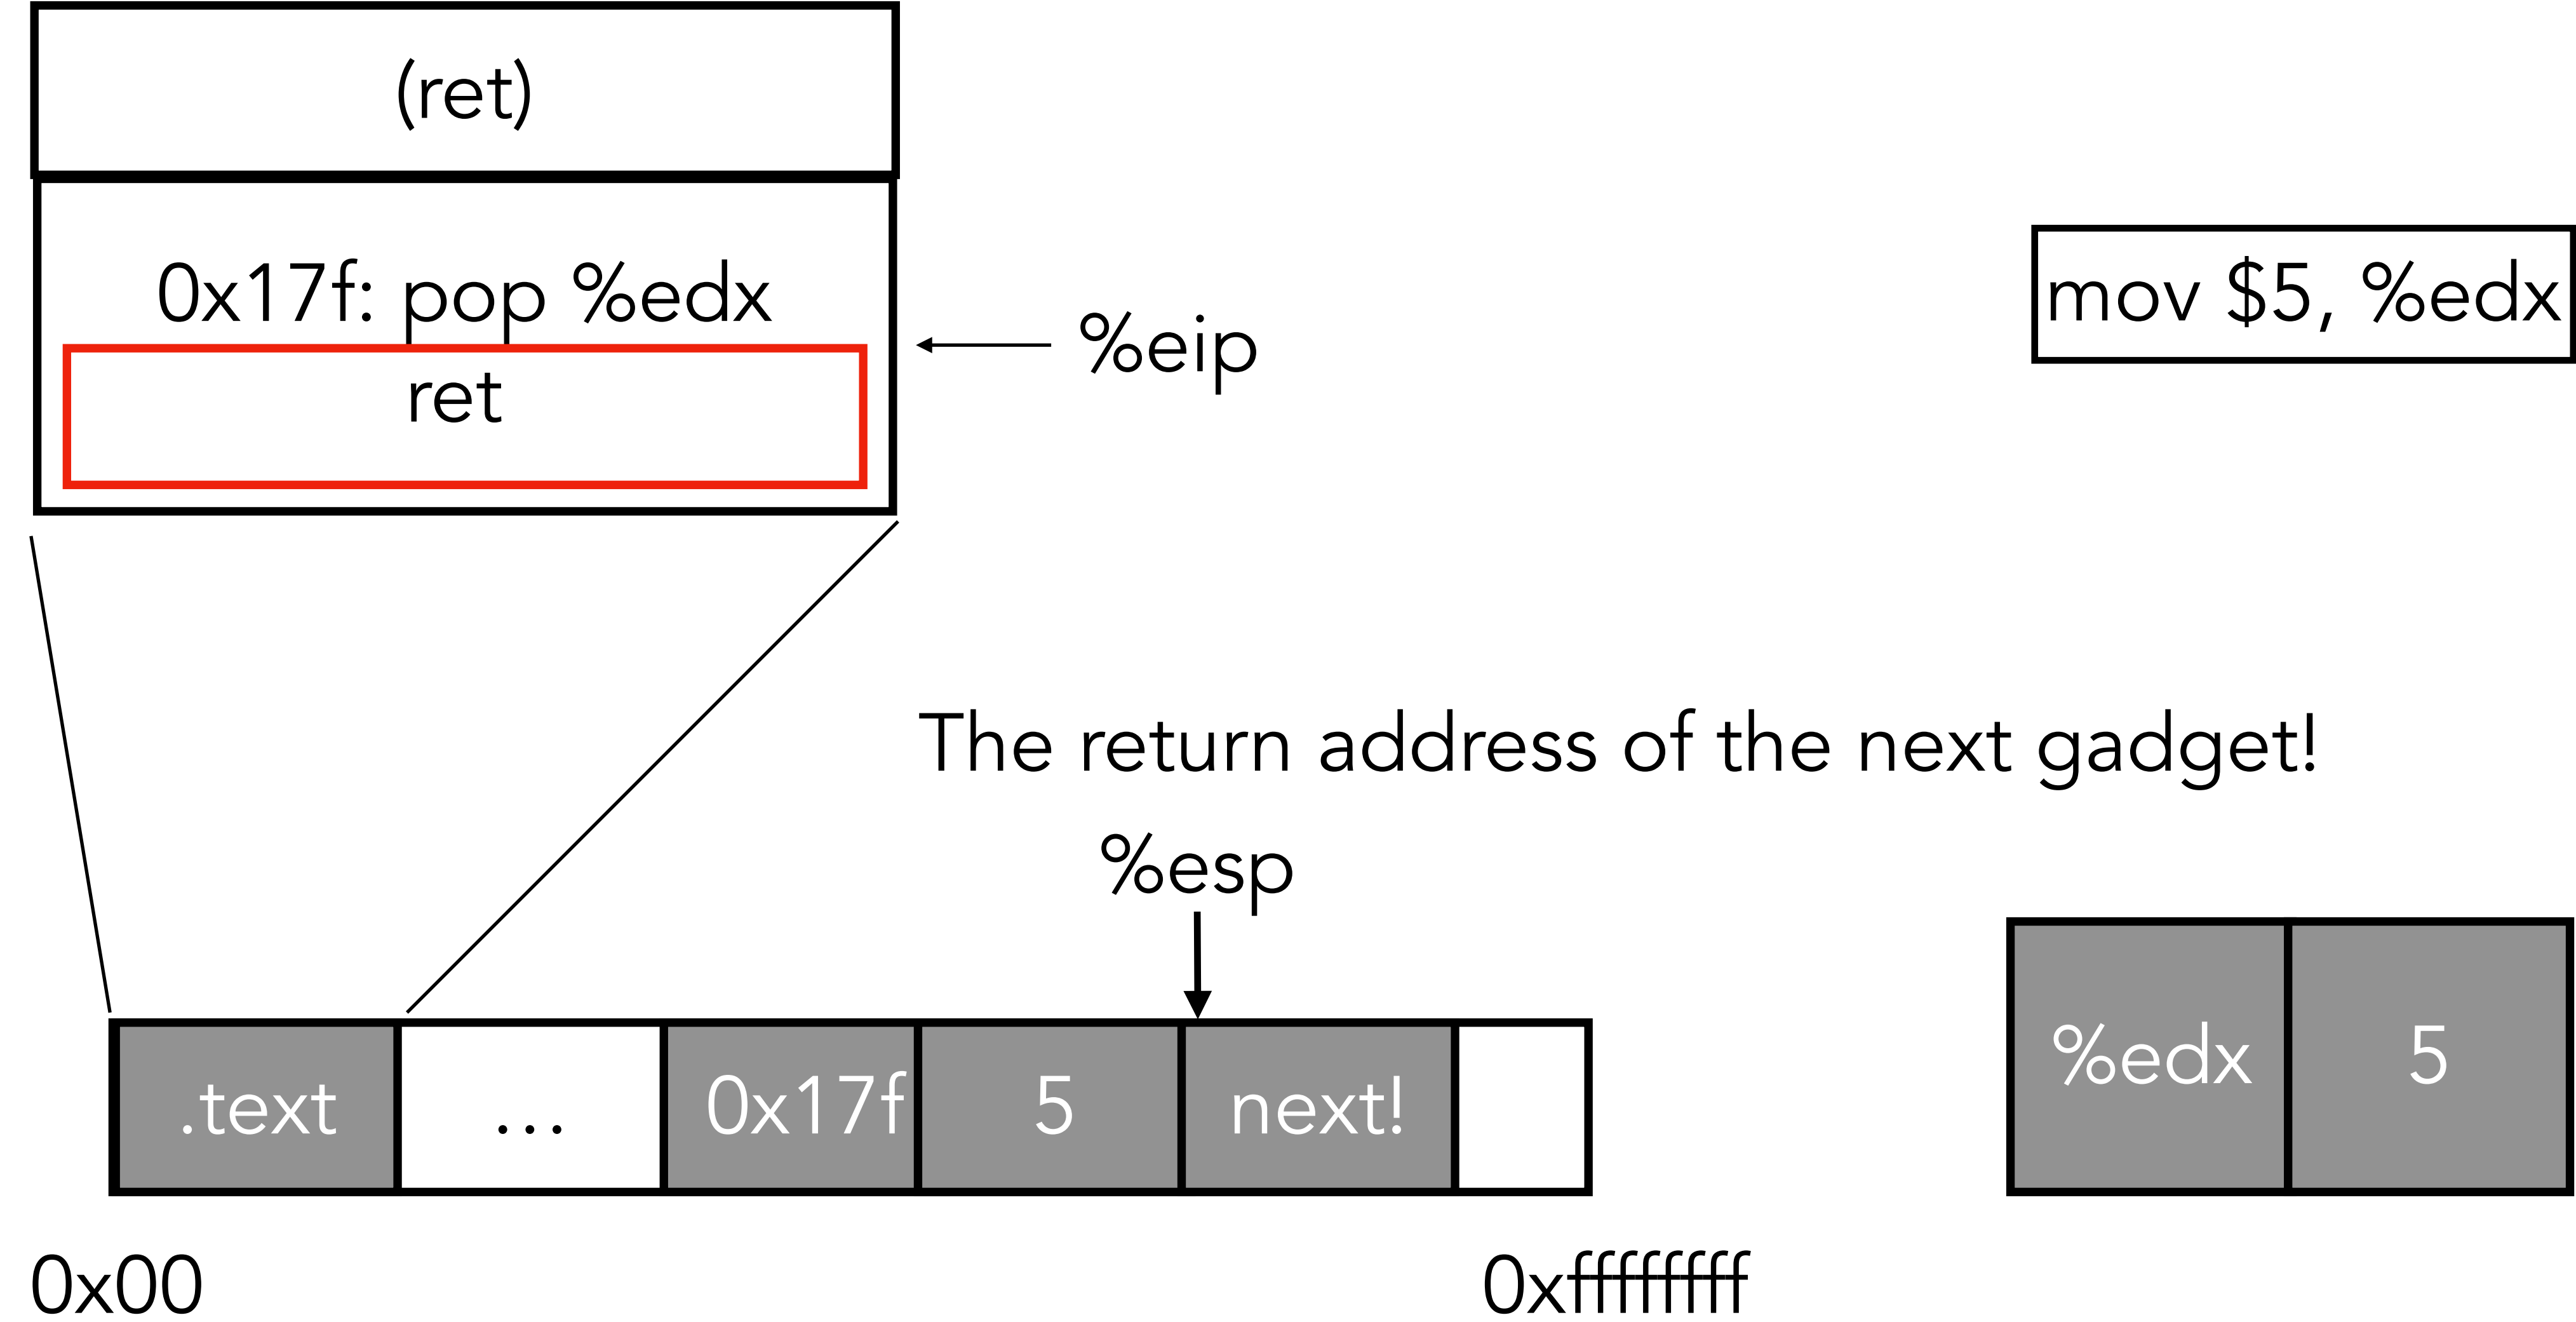 (ret)
0x17f: pop %edx
ret
%eip
mov $5, %edx
The return address of the next gadget!
%esp
.text
...
0x17f
5
next!
%edx
5
0x00
0xffffffff